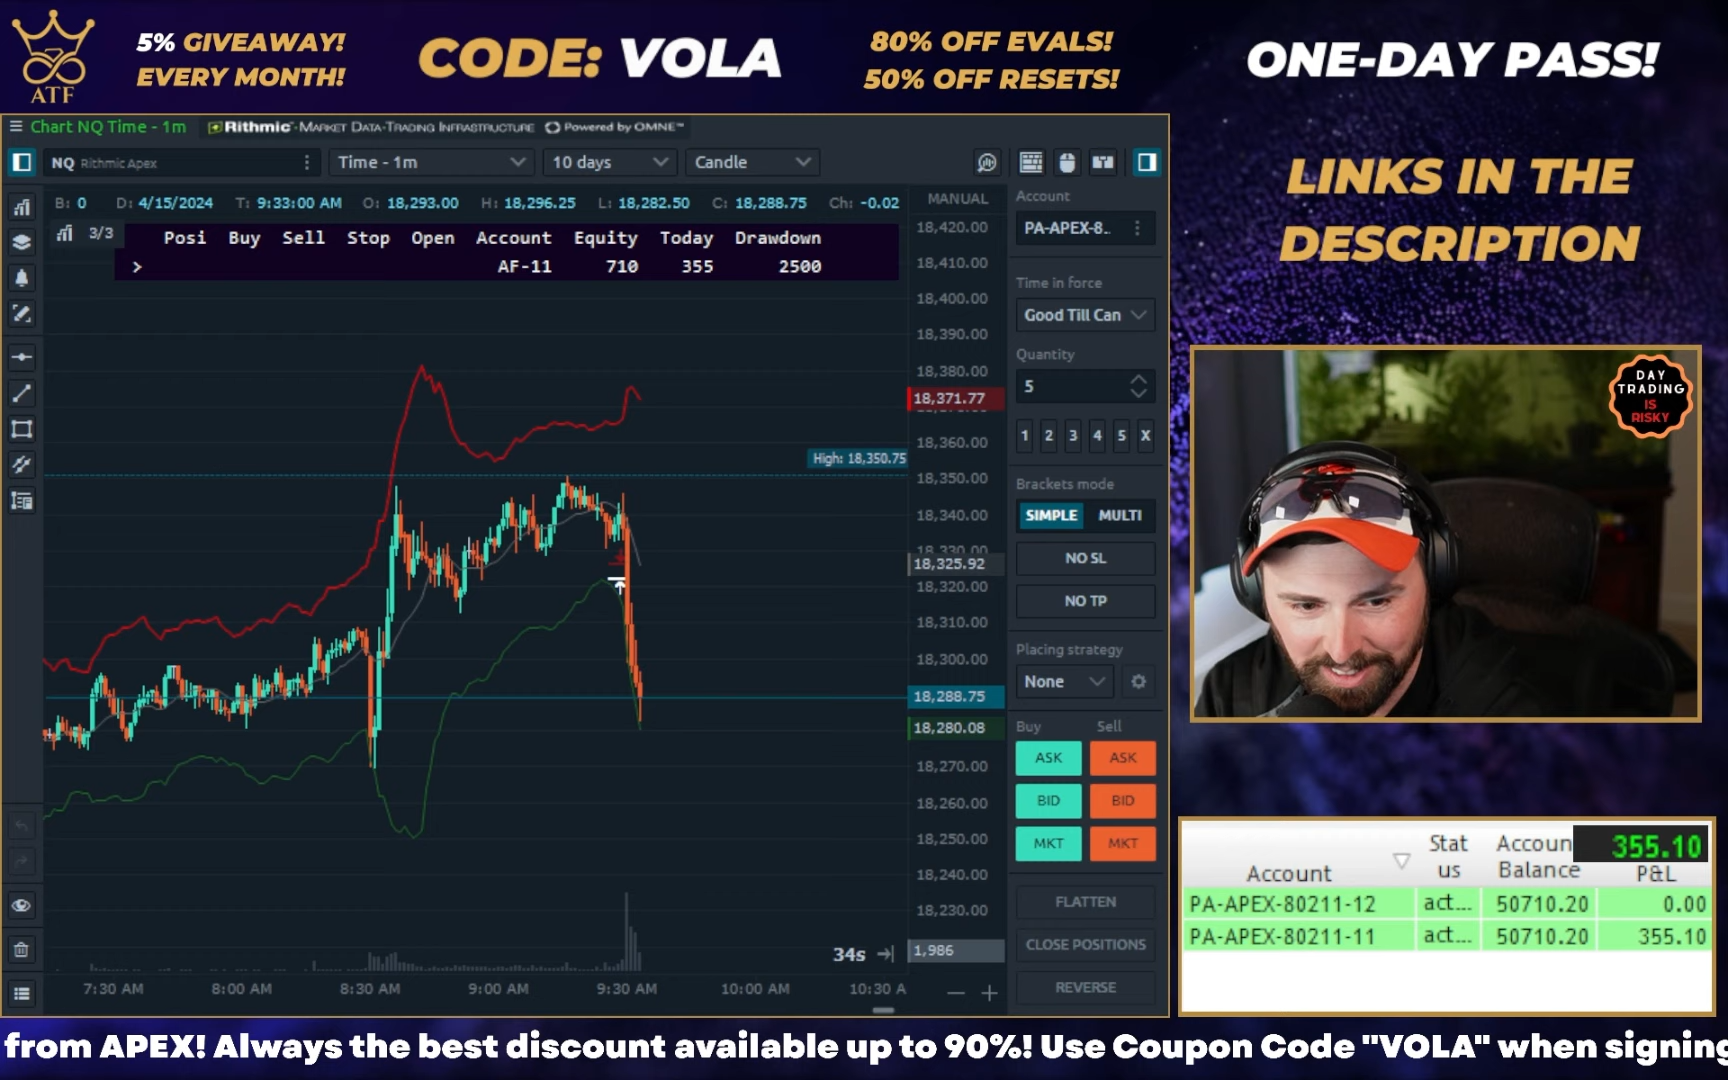 ATF
5% GIVEAWAY!
EVERY MONTH!
CODE: VOLA
80% OFF EVALS!
50% OFF RESETS!
ONE-DAY PASS!
LINKS IN THE
DESCRIPTION
Chart NQ Time - 1m
Rithmic - MARKET DATA-TRADING INFRASTRUCTURE
Powered by OMNE™
NQ Rithmic Apex
Time - 1m
10 days
Candle
B: 0 D: 4/15/2024 T: 9:33:00 AM O: 18,293.00 H: 18,296.25 L: 18,282.50 C: 18,288.75 Ch: -0.02
3/3
Posi Buy Sell Stop Open Account Equity Today Drawdown
> AF-11 710 355 2500
MANUAL
18,420.00
18,410.00
18,400.00
18,390.00
18,380.00
18,371.77
18,360.00
High: 18,350.75
18,350.00
18,340.00
18,330.00
18,325.92
18,320.00
18,310.00
18,300.00
18,288.75
18,280.08
18,270.00
18,260.00
18,250.00
18,240.00
18,230.00
34s
1,986
7:30 AM 8:00 AM 8:30 AM 9:00 AM 9:30 AM 10:00 AM 10:30 A
Account
PA-APEX-8..
Time in force
Good Till Can
Quantity
5
1 2 3 4 5 X
Brackets mode
SIMPLE MULTI
NO SL
NO TP
Placing strategy
None
Buy Sell
ASK ASK
BID BID
MKT MKT
FLATTEN
CLOSE POSITIONS
REVERSE
DAY
TRADING
IS
RISKY
355.10
Account
Stat
us
Accoun
Balance
P&L
PA-APEX-80211-12 act... 50710.20 0.00
PA-APEX-80211-11 act... 50710.20 355.10
from APEX! Always the best discount available up to 90%! Use Coupon Code "VOLA" when signing